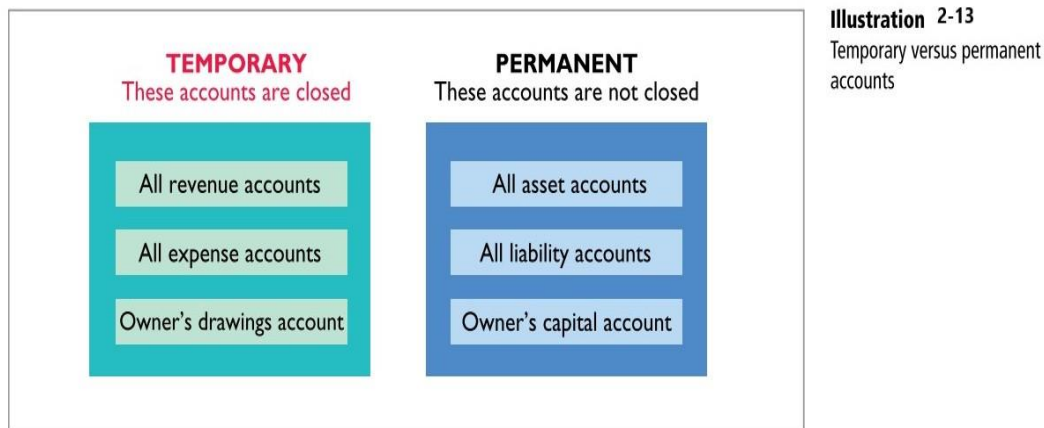 Illustration 2-13
Temporary versus permanent
accounts
TEMPORARY
These accounts are closed
All revenue accounts
All expense accounts
Owner's drawings account
PERMANENT
These accounts are not closed
All asset accounts
All liability accounts
Owner's capital account